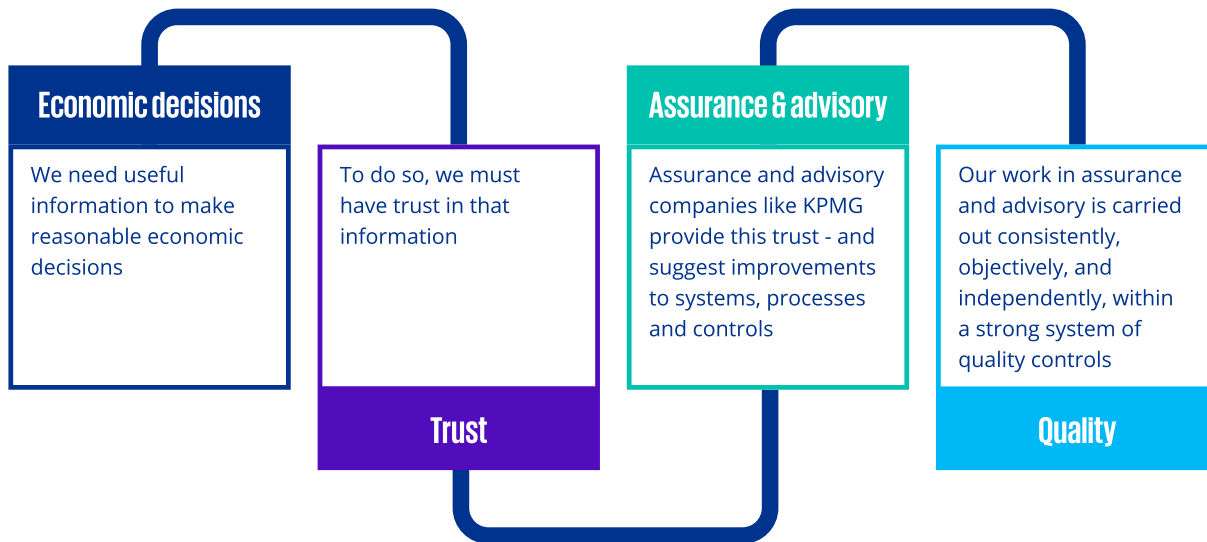 Economic decisions
We need useful
information to make
reasonable economic
decisions
To do so, we must
have trust in that
information
Trust
Assurance & advisory
Assurance and advisory
companies like KPMG
provide this trust - and
suggest improvements
to systems, processes
and controls
Our work in assurance
and advisory is carried
out consistently,
objectively, and
independently, within
a strong system of
quality controls
Quality